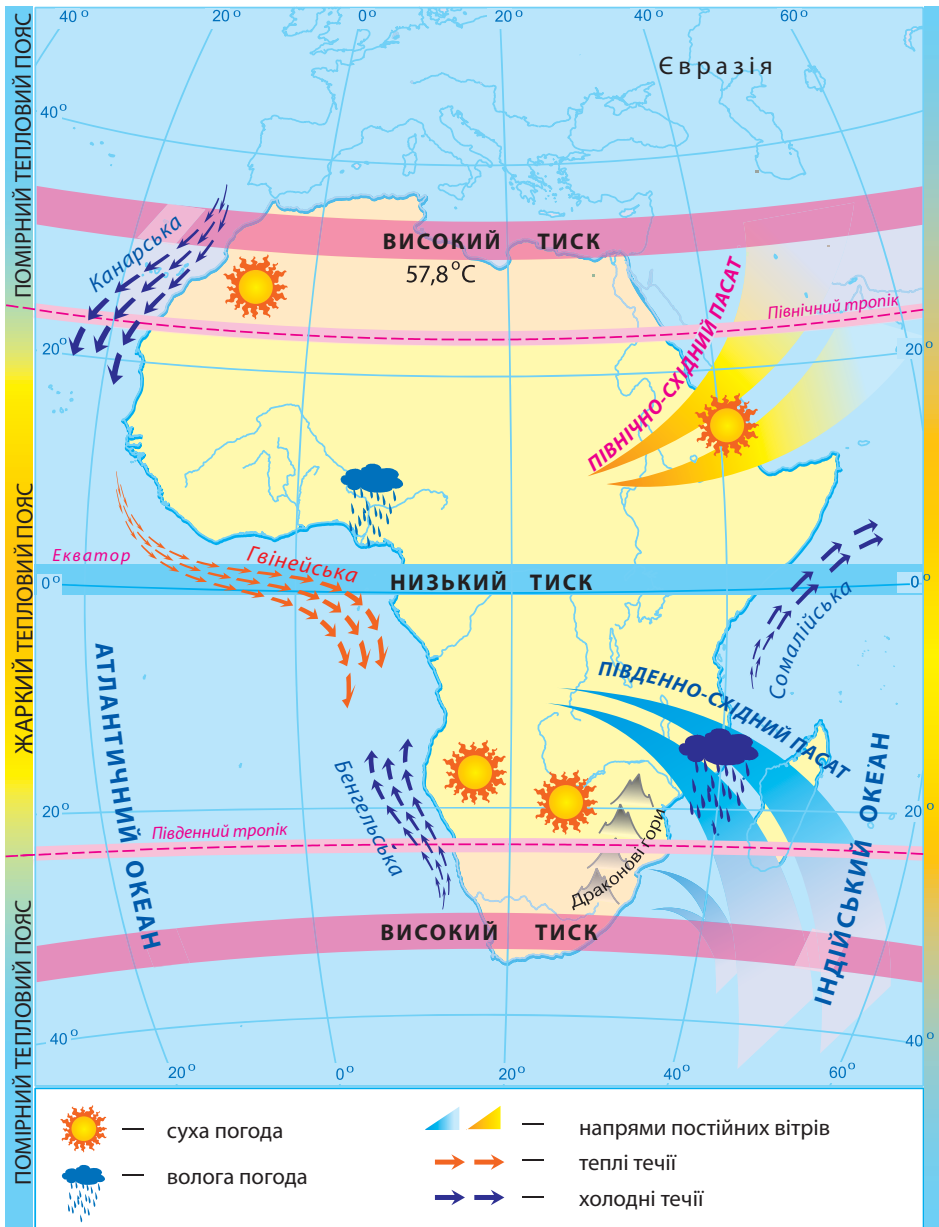 40° 20° 0° 20° 40° 60°
Євразія
40°
ПОМІРНИЙ ТЕПЛОВИЙ ПОЯС
Канарська
ВИСОКИЙ ТИСК
57,8°С
ПІВНІЧНО-СХІДНИЙ ПАСАТ
Північний тропік
20° 20°
ЖАРКИЙ ТЕПЛОВИЙ ПОЯС
Екватор
Гвінейська
0° НИЗЬКИЙ ТИСК 0°
Сомалійська
АТЛАНТИЧНИЙ ОКЕАН
ПІВДЕННО-СХІДНИЙ ПАСАТ
Бенгельська
ІНДІЙСЬКИЙ ОКЕАН
20° 20°
Південний тропік
Драконові гори
ВИСОКИЙ ТИСК
ПОМІРНИЙ ТЕПЛОВИЙ ПОЯС
40° 40°
20° 0° 20° 40° 60°
— суха погода
— волога погода
— напрями постійних вітрів
— теплі течії
— холодні течії